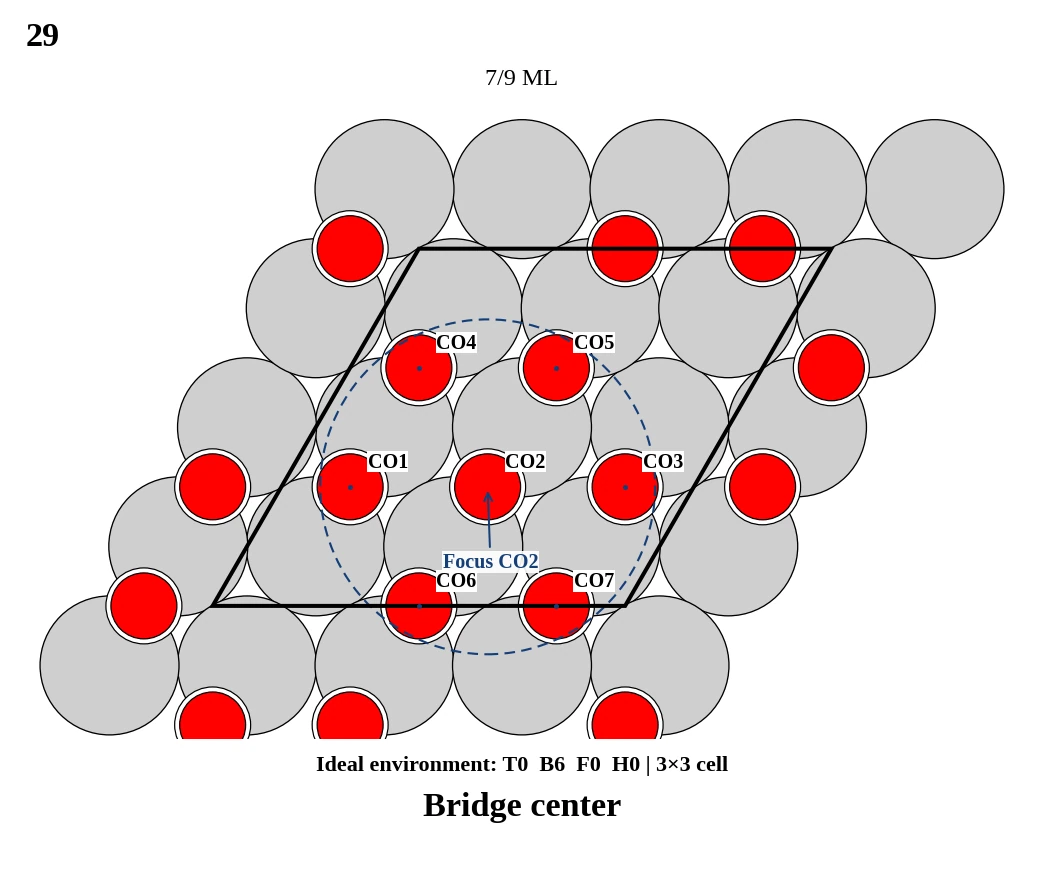 29
7/9 ML
CO4
CO5
CO1
CO2
CO3
Focus CO2
CO6
CO7
Ideal environment: T0  B6  F0  H0 | 3×3 cell
Bridge center